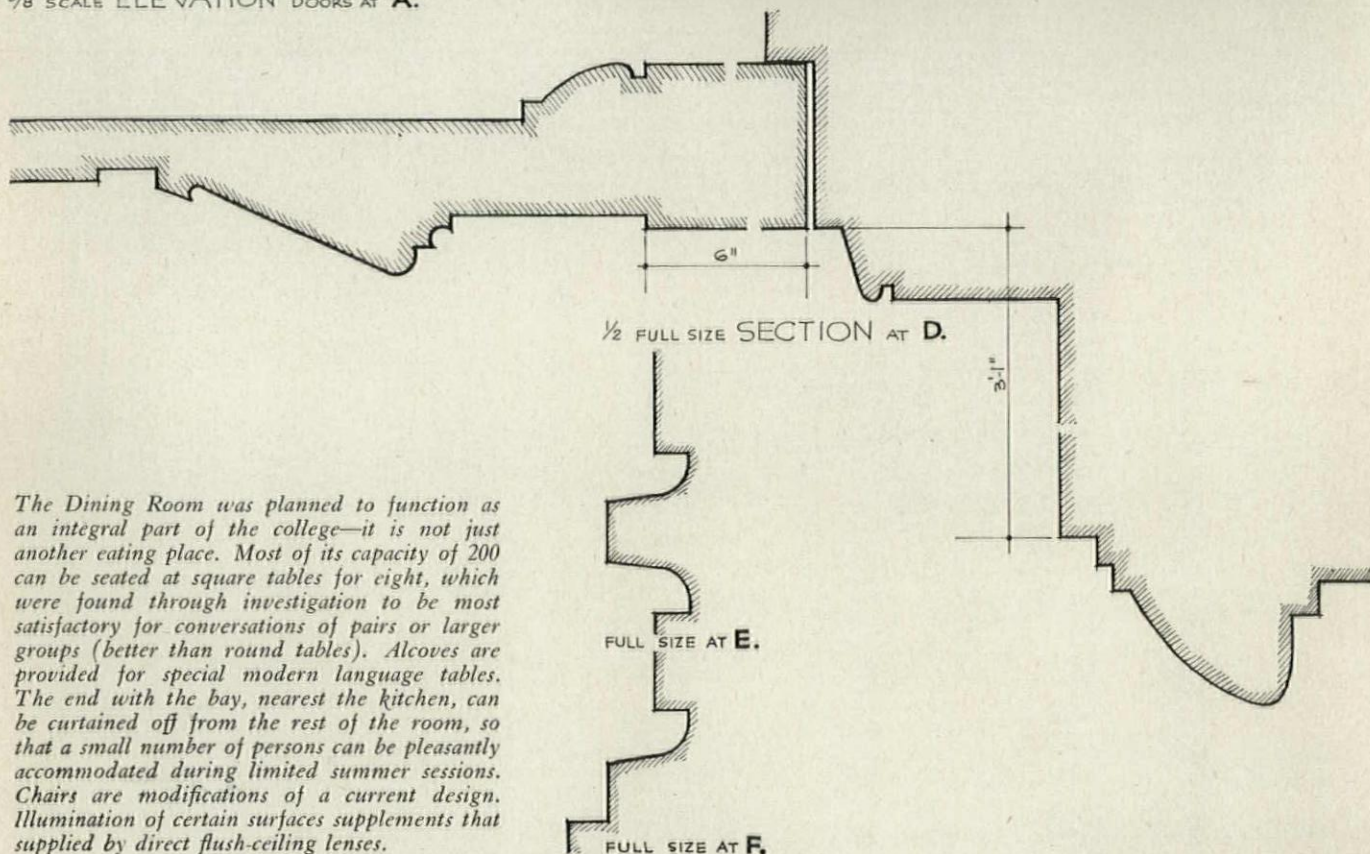 3/8 SCALE ELEVATION DOORS AT A.
6"
½ FULL SIZE SECTION AT D.
3'-1"
The Dining Room was planned to function as
an integral part of the college—it is not just
another eating place. Most of its capacity of 200
can be seated at square tables for eight, which
were found through investigation to be most
satisfactory for conversations of pairs or larger
groups (better than round tables). Alcoves are
provided for special modern language tables.
The end with the bay, nearest the kitchen, can
be curtained off from the rest of the room, so
that a small number of persons can be pleasantly
accommodated during limited summer sessions.
Chairs are modifications of a current design.
Illumination of certain surfaces supplements that
supplied by direct flush-ceiling lenses.
FULL SIZE AT E.
FULL SIZE AT F.